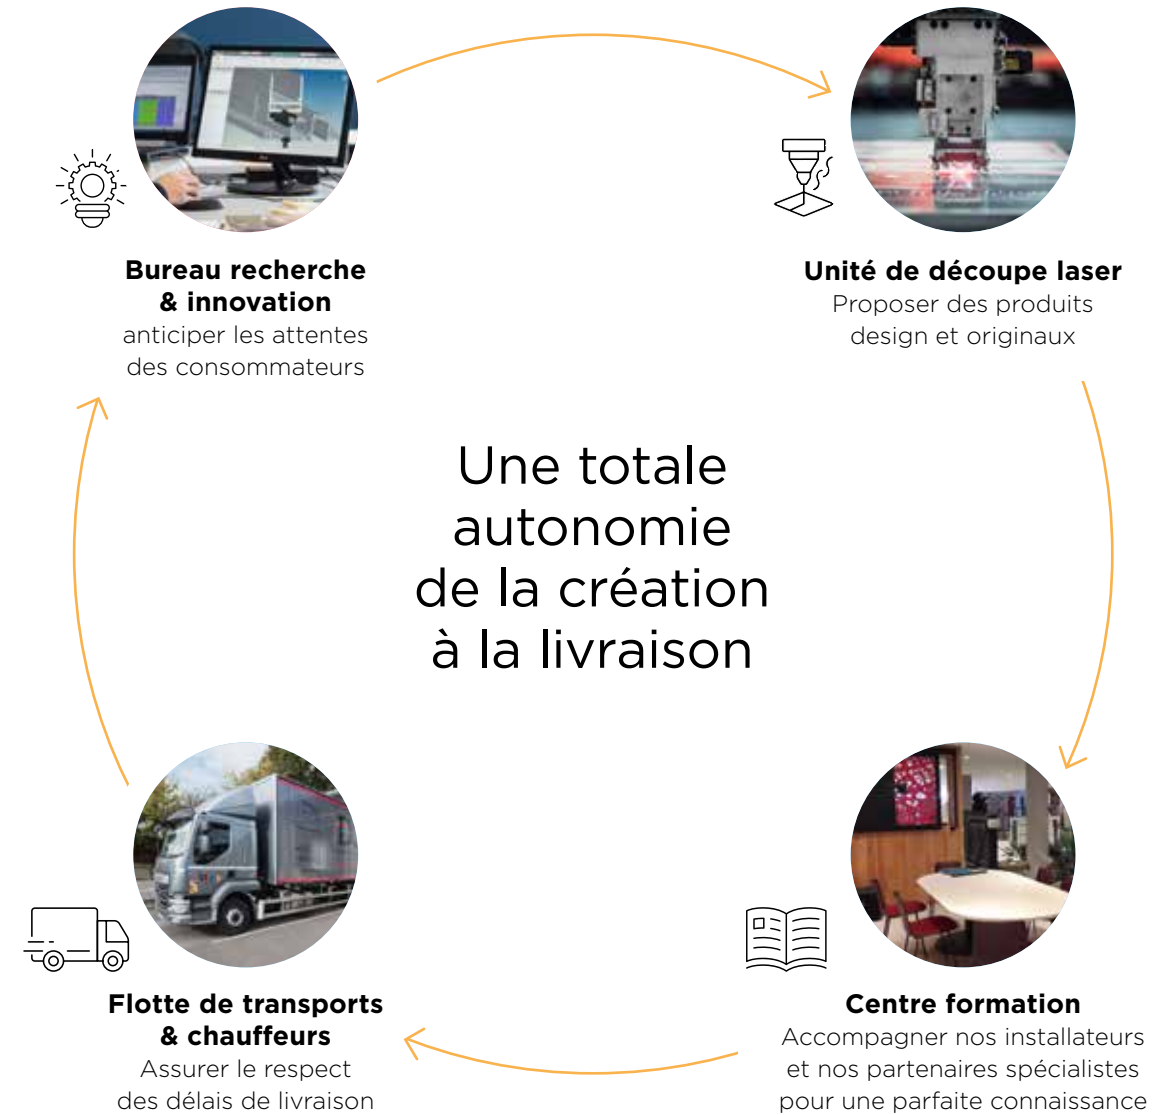 Bureau recherche
& innovation
anticiper les attentes
des consommateurs
Unité de découpe laser
Proposer des produits
design et originaux
Une totale
autonomie
de la création
à la livraison
Flotte de transports
& chauffeurs
Assurer le respect
des délais de livraison
Centre formation
Accompagner nos installateurs
et nos partenaires spécialistes
pour une parfaite connaissance